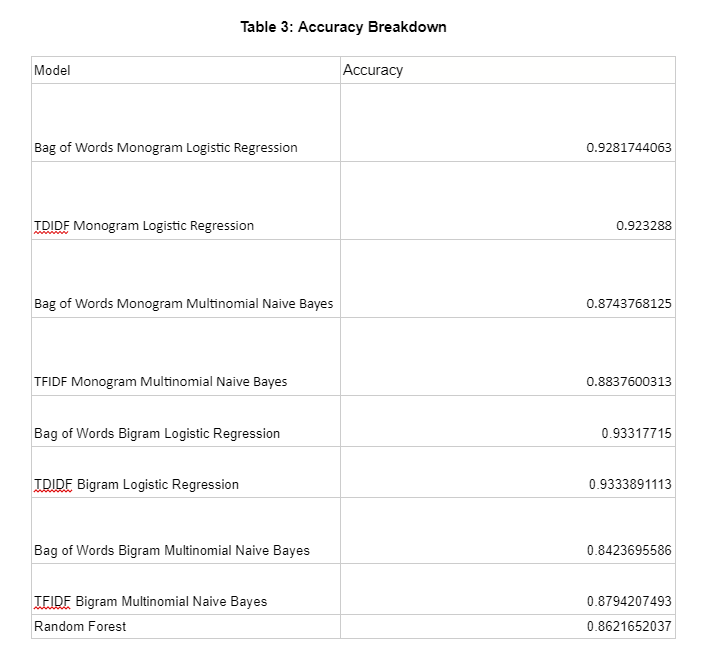 Table 3: Accuracy Breakdown
Model Accuracy
Bag of Words Monogram Logistic Regression 0.9281744063
TDIDF Monogram Logistic Regression 0.923288
Bag of Words Monogram Multinomial Naive Bayes 0.8743768125
TFIDF Monogram Multinomial Naive Bayes 0.8837600313
Bag of Words Bigram Logistic Regression 0.93317715
TDIDF Bigram Logistic Regression 0.9333891113
Bag of Words Bigram Multinomial Naive Bayes 0.8423695586
TFIDF Bigram Multinomial Naive Bayes 0.8794207493
Random Forest 0.8621652037